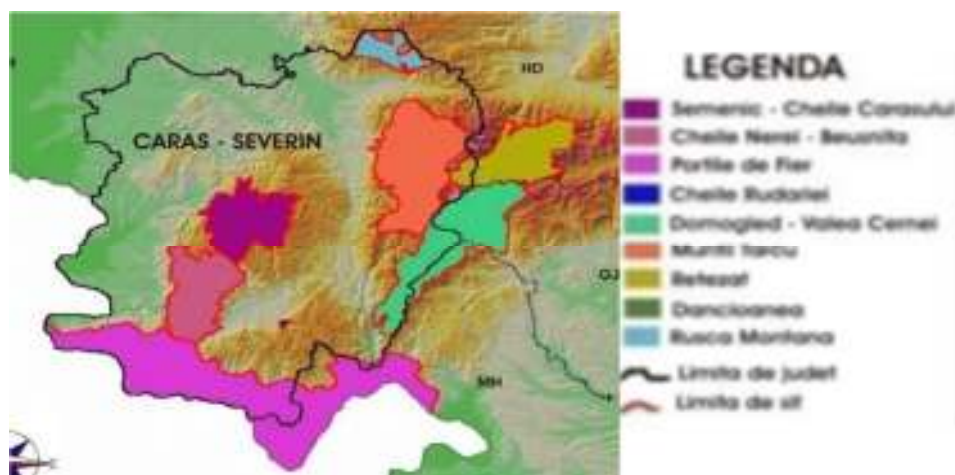 HD
CARAS - SEVERIN
GJ
MH
LEGENDA
Semenic - Cheile Carasului
Cheile Nerei - Beusnita
Portile de Fier
Cheile Rudariei
Domogled - Valea Cernei
Muntii Tarcu
Retezat
Dancioanea
Rusca Montana
Limita de judet
Limita de sit